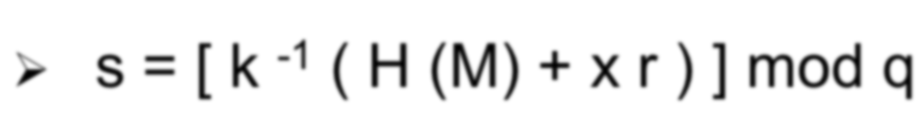 ➢ s = [ k ⁻¹ ( H (M) + x r ) ] mod q